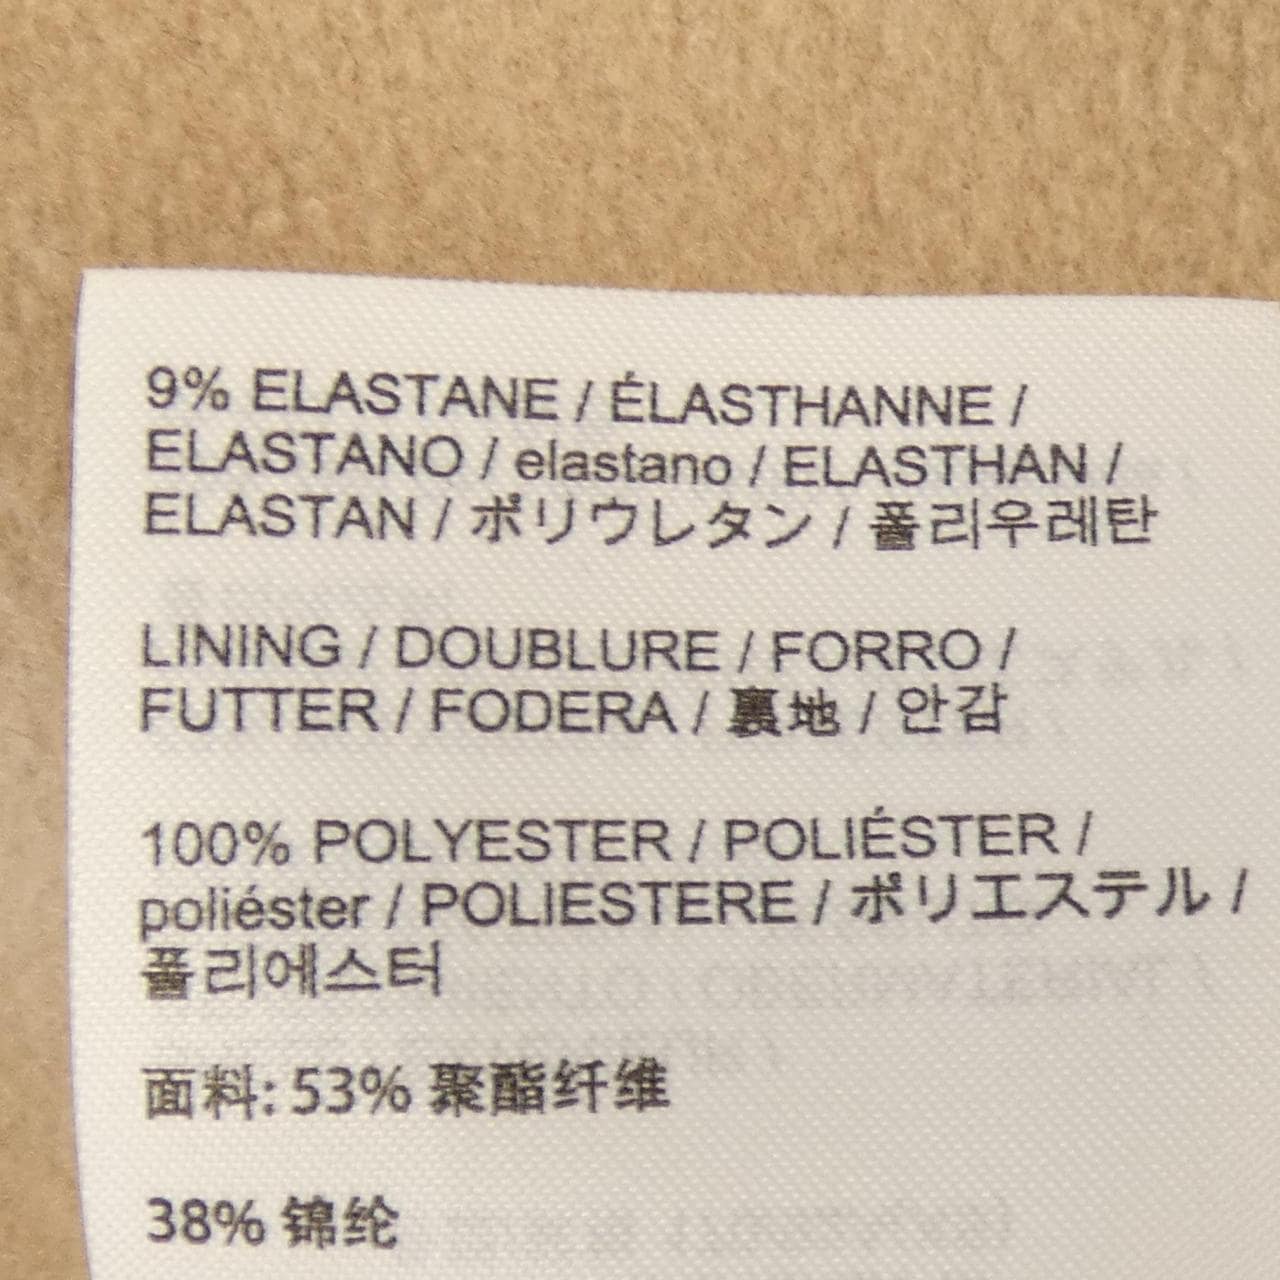 9% ELASTANE / ÉLASTHANNE /
ELASTANO / elastano / ELASTHAN /
ELASTAN / ポリウレタン / 폴리우레탄
LINING / DOUBLURE / FORRO /
FUTTER / FODERA / 裏地 / 안감
100% POLYESTER / POLIÉSTER /
poliéster / POLIESTERE / ポリエステル /
폴리에스터
面料: 53% 聚酯纤维
38% 锦纶